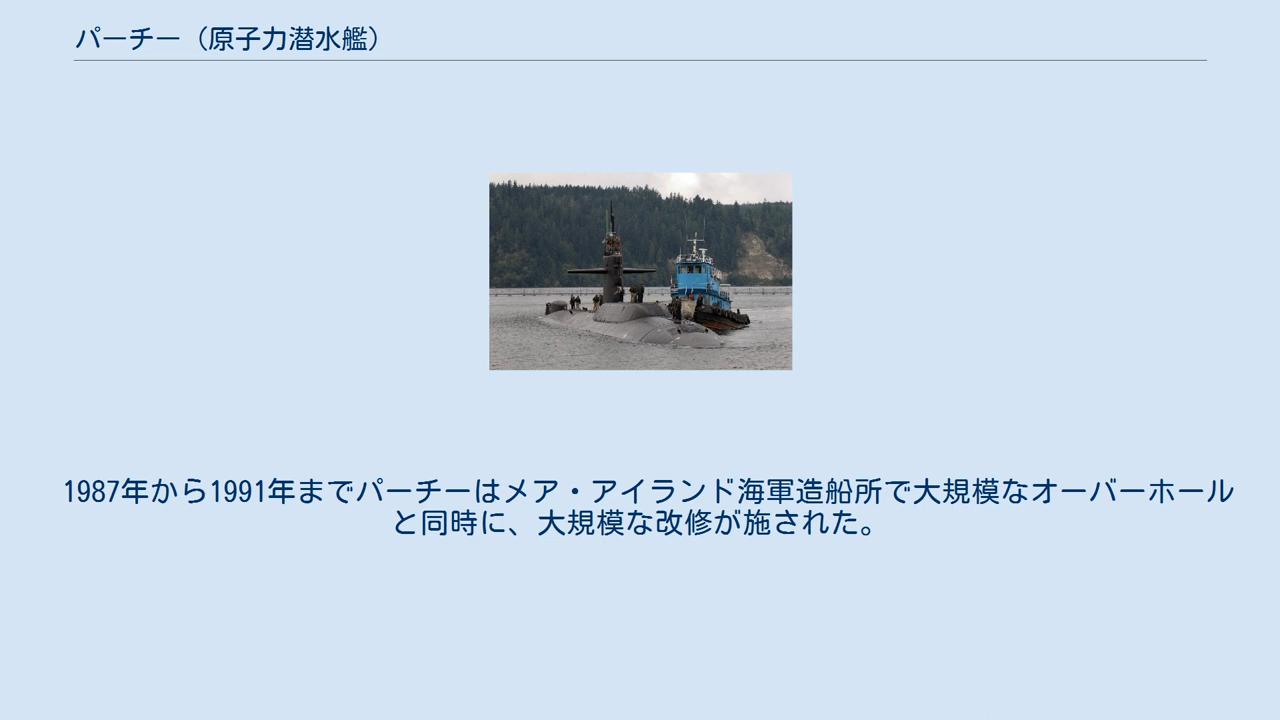 パーチー（原子力潜水艦）
1987年から1991年までパーチーはメア・アイランド海軍造船所で大規模なオーバーホール
と同時に、大規模な改修が施された。